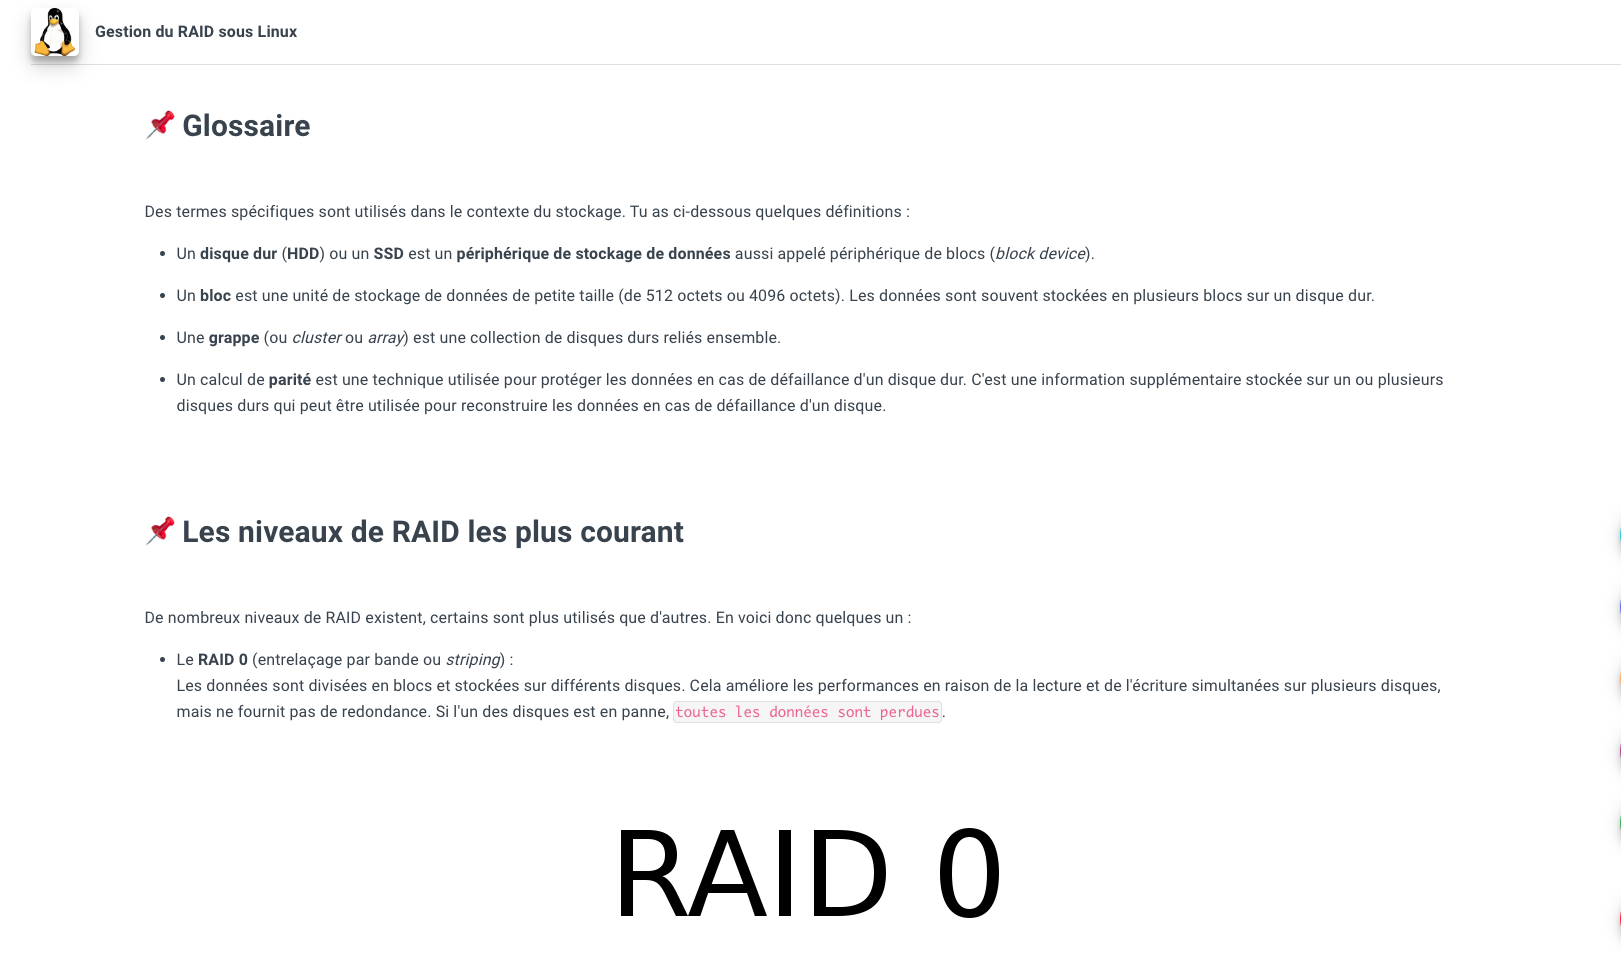 Gestion du RAID sous Linux
Glossaire
Des termes spécifiques sont utilisés dans le contexte du stockage. Tu as ci-dessous quelques définitions :
• Un disque dur (HDD) ou un SSD est un périphérique de stockage de données aussi appelé périphérique de blocs (block device).
• Un bloc est une unité de stockage de données de petite taille (de 512 octets ou 4096 octets). Les données sont souvent stockées en plusieurs blocs sur un disque dur.
• Une grappe (ou cluster ou array) est une collection de disques durs reliés ensemble.
• Un calcul de parité est une technique utilisée pour protéger les données en cas de défaillance d'un disque dur. C'est une information supplémentaire stockée sur un ou plusieurs
disques durs qui peut être utilisée pour reconstruire les données en cas de défaillance d'un disque.
Les niveaux de RAID les plus courant
De nombreux niveaux de RAID existent, certains sont plus utilisés que d'autres. En voici donc quelques un :
• Le RAID 0 (entrelaçage par bande ou striping) :
Les données sont divisées en blocs et stockées sur différents disques. Cela améliore les performances en raison de la lecture et de l'écriture simultanées sur plusieurs disques,
mais ne fournit pas de redondance. Si l'un des disques est en panne, toutes les données sont perdues.
RAID 0